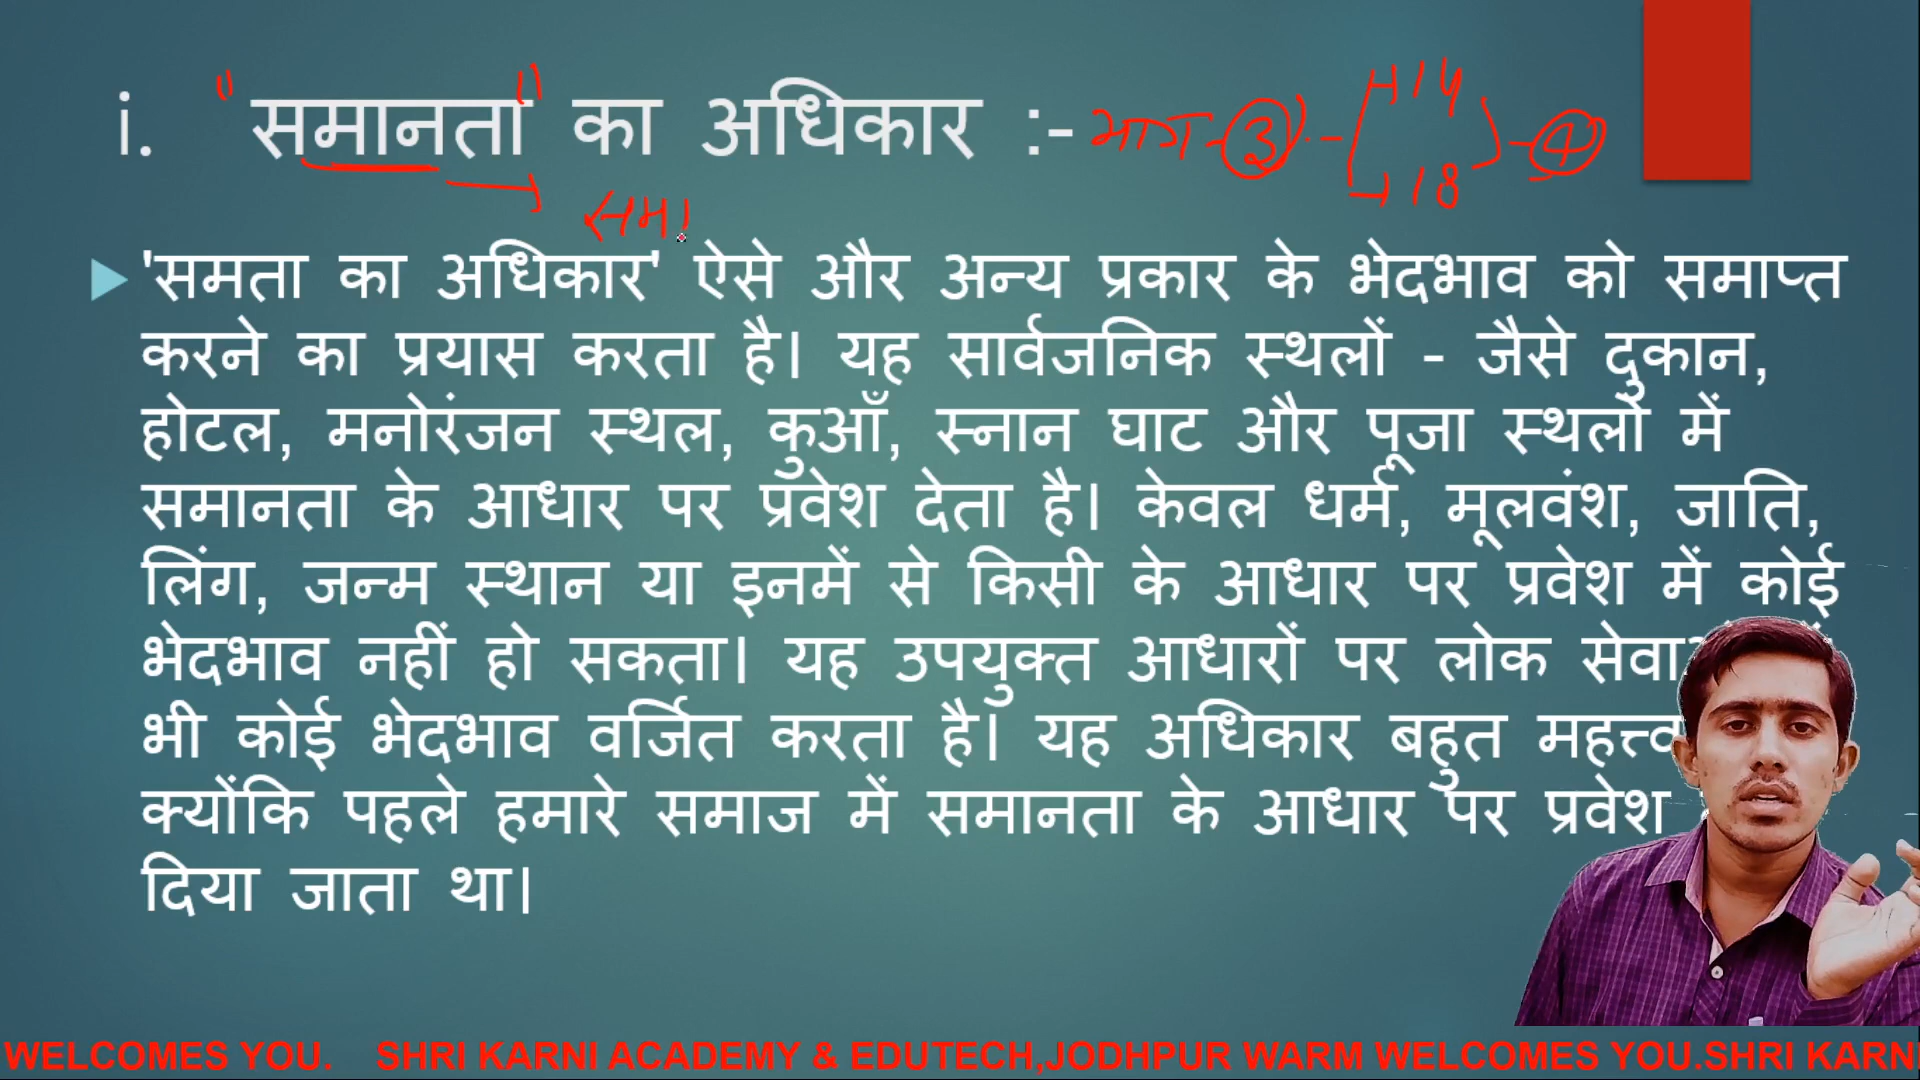 i. "समानता" का अधिकार :- भाग-③ - 14 18 - ④
समा
'समता का अधिकार' ऐसे और अन्य प्रकार के भेदभाव को समाप्त
करने का प्रयास करता है। यह सार्वजनिक स्थलों - जैसे दुकान,
होटल, मनोरंजन स्थल, कुआँ, स्नान घाट और पूजा स्थलों में
समानता के आधार पर प्रवेश देता है। केवल धर्म, मूलवंश, जाति,
लिंग, जन्म स्थान या इनमें से किसी के आधार पर प्रवेश में कोई
भेदभाव नहीं हो सकता। यह उपयुक्त आधारों पर लोक
भी कोई भेदभाव वर्जित करता है। यह अधिकार बहुत
क्योंकि पहले हमारे समाज में समानता के आधार पर प्रवेश
दिया जाता था।
WELCOMES YOU. SHRI KARNI ACADEMY & EDUTECH,JODHPUR WARM WELCOMES YOU.SHRI KARNI